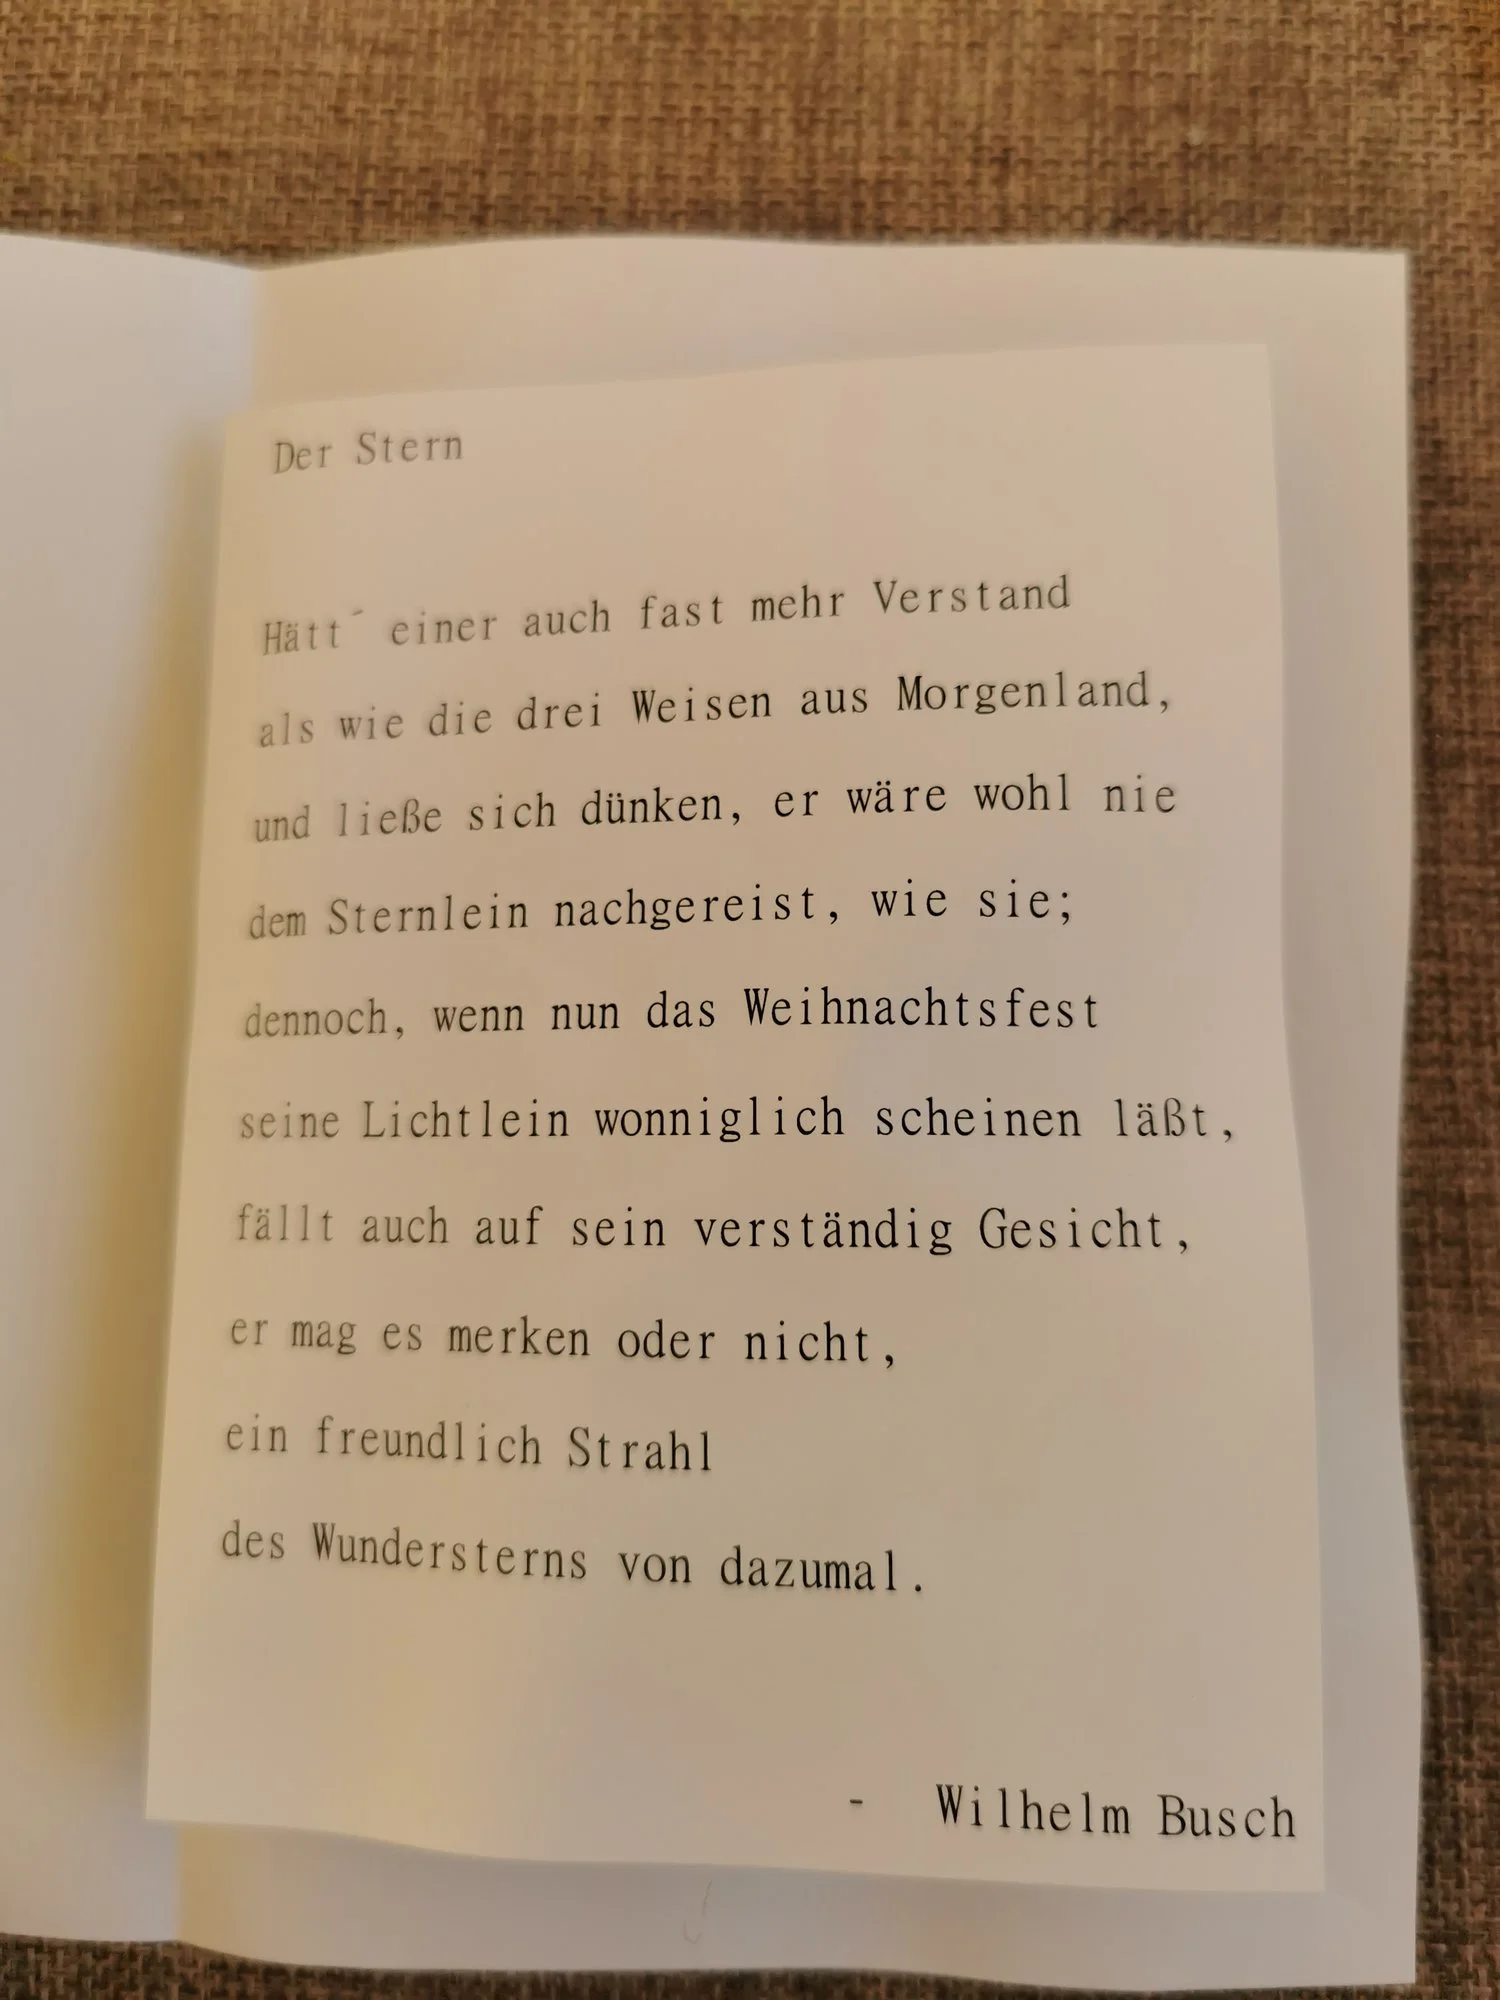 Der Stern
Hätt´ einer auch fast mehr Verstand
als wie die drei Weisen aus Morgenland,
und ließe sich dünken, er wäre wohl nie
dem Sternlein nachgereist, wie sie;
dennoch, wenn nun das Weihnachtsfest
seine Lichtlein wonniglich scheinen läßt,
fällt auch auf sein verständig Gesicht,
er mag es merken oder nicht,
ein freundlich Strahl
des Wundersterns von dazumal.
- Wilhelm Busch